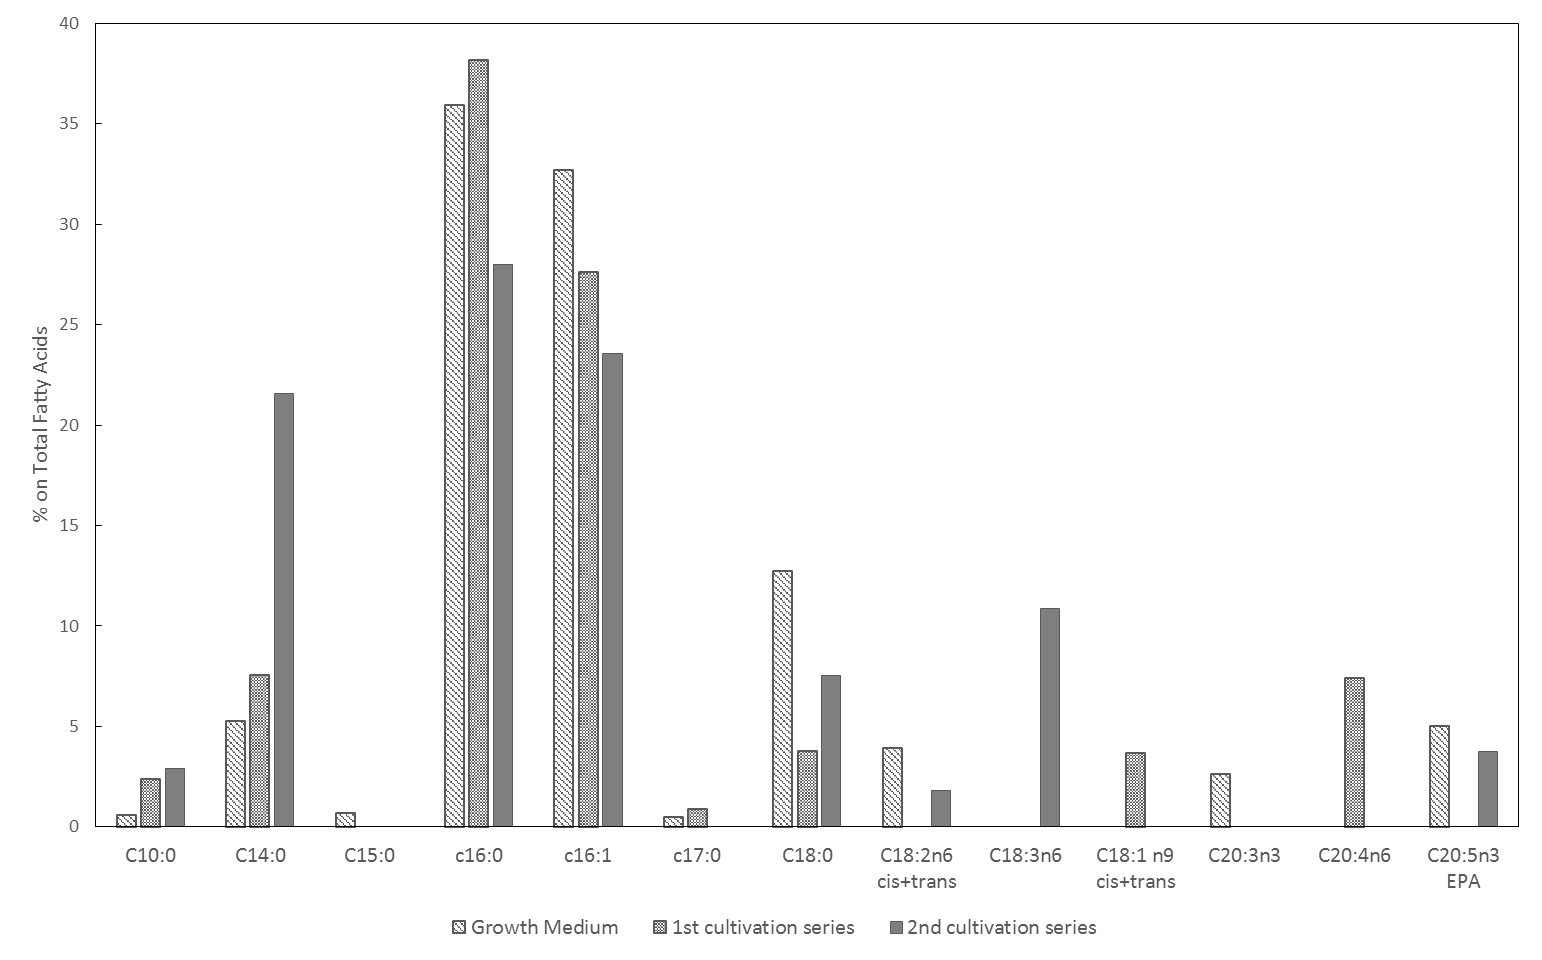 40
35
30
25
20
15
10
5
0
% on Total Fatty Acids
C10:0 C14:0 C15:0 c16:0 c16:1 c17:0 C18:0 C18:2n6 C18:3n6 C18:1 n9 C20:3n3 C20:4n6 C20:5n3
cis+trans cis+trans EPA
Growth Medium 1st cultivation series 2nd cultivation series